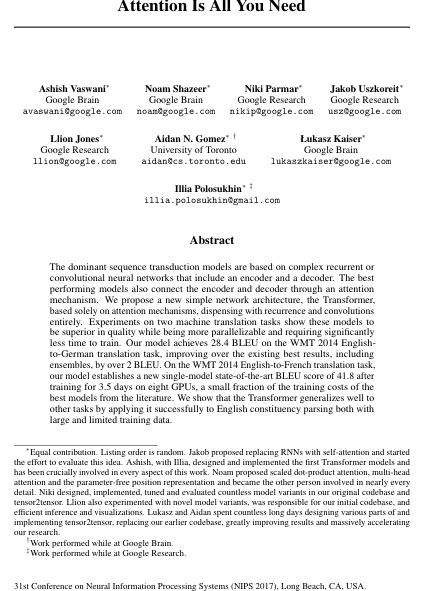 Attention Is All You Need
Ashish Vaswani* Noam Shazeer* Niki Parmar* Jakob Uszkoreit*
Google Brain Google Brain Google Research Google Research
avaswani@google.com noam@google.com nikip@google.com usz@google.com
Llion Jones* Aidan N. Gomez* † Łukasz Kaiser*
Google Research University of Toronto Google Brain
llion@google.com aidan@cs.toronto.edu lukaszkaiser@google.com
Illia Polosukhin* ‡
illia.polosukhin@gmail.com
Abstract
The dominant sequence transduction models are based on complex recurrent or
convolutional neural networks that include an encoder and a decoder. The best
performing models also connect the encoder and decoder through an attention
mechanism. We propose a new simple network architecture, the Transformer,
based solely on attention mechanisms, dispensing with recurrence and convolutions
entirely. Experiments on two machine translation tasks show these models to
be superior in quality while being more parallelizable and requiring significantly
less time to train. Our model achieves 28.4 BLEU on the WMT 2014 English-
to-German translation task, improving over the existing best results, including
ensembles, by over 2 BLEU. On the WMT 2014 English-to-French translation task,
our model establishes a new single-model state-of-the-art BLEU score of 41.8 after
training for 3.5 days on eight GPUs, a small fraction of the training costs of the
best models from the literature. We show that the Transformer generalizes well to
other tasks by applying it successfully to English constituency parsing both with
large and limited training data.
*Equal contribution. Listing order is random. Jakob proposed replacing RNNs with self-attention and started
the effort to evaluate this idea. Ashish, with Illia, designed and implemented the first Transformer models and
has been crucially involved in every aspect of this work. Noam proposed scaled dot-product attention, multi-head
attention and the parameter-free position representation and became the other person involved in nearly every
detail. Niki designed, implemented, tuned and evaluated countless model variants in our original codebase and
tensor2tensor. Llion also experimented with novel model variants, was responsible for our initial codebase, and
efficient inference and visualizations. Lukasz and Aidan spent countless long days designing various parts of and
implementing tensor2tensor, replacing our earlier codebase, greatly improving results and massively accelerating
our research.
†Work performed while at Google Brain.
‡Work performed while at Google Research.
31st Conference on Neural Information Processing Systems (NIPS 2017), Long Beach, CA, USA.